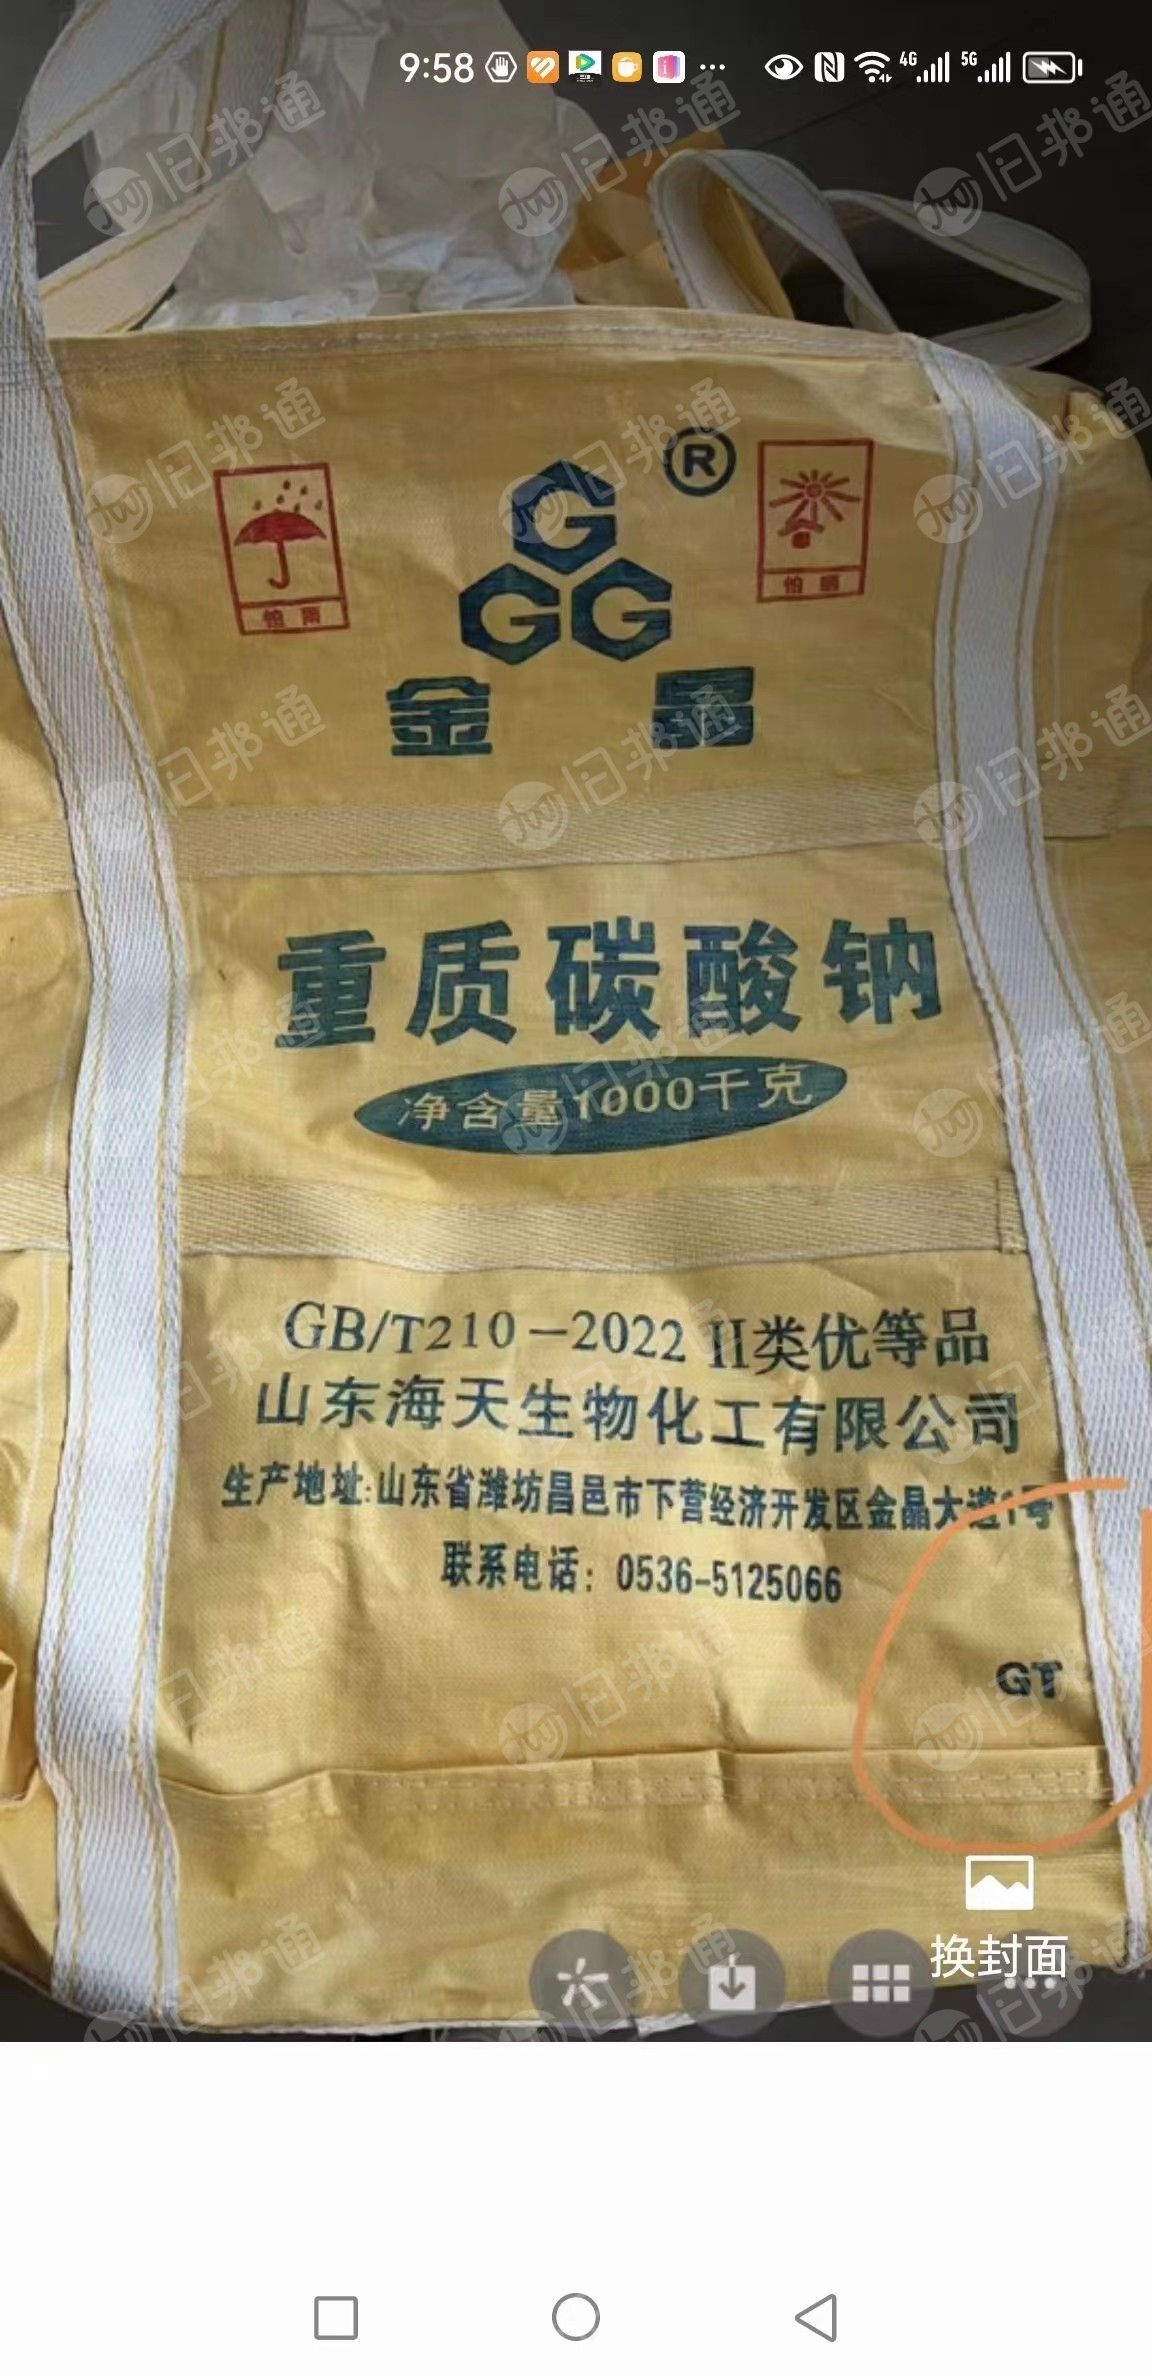 9:58 4G 5G
旧邦通
®
G
GG
怕雨
怕晒
金晶
重质碳酸钠
净含量1000千克
GB/T210-2022 II类优等品
山东海天生物化工有限公司
生产地址:山东省潍坊昌邑市下营经济开发区金晶大道1号
联系电话：0536-5125066
GT
换封面